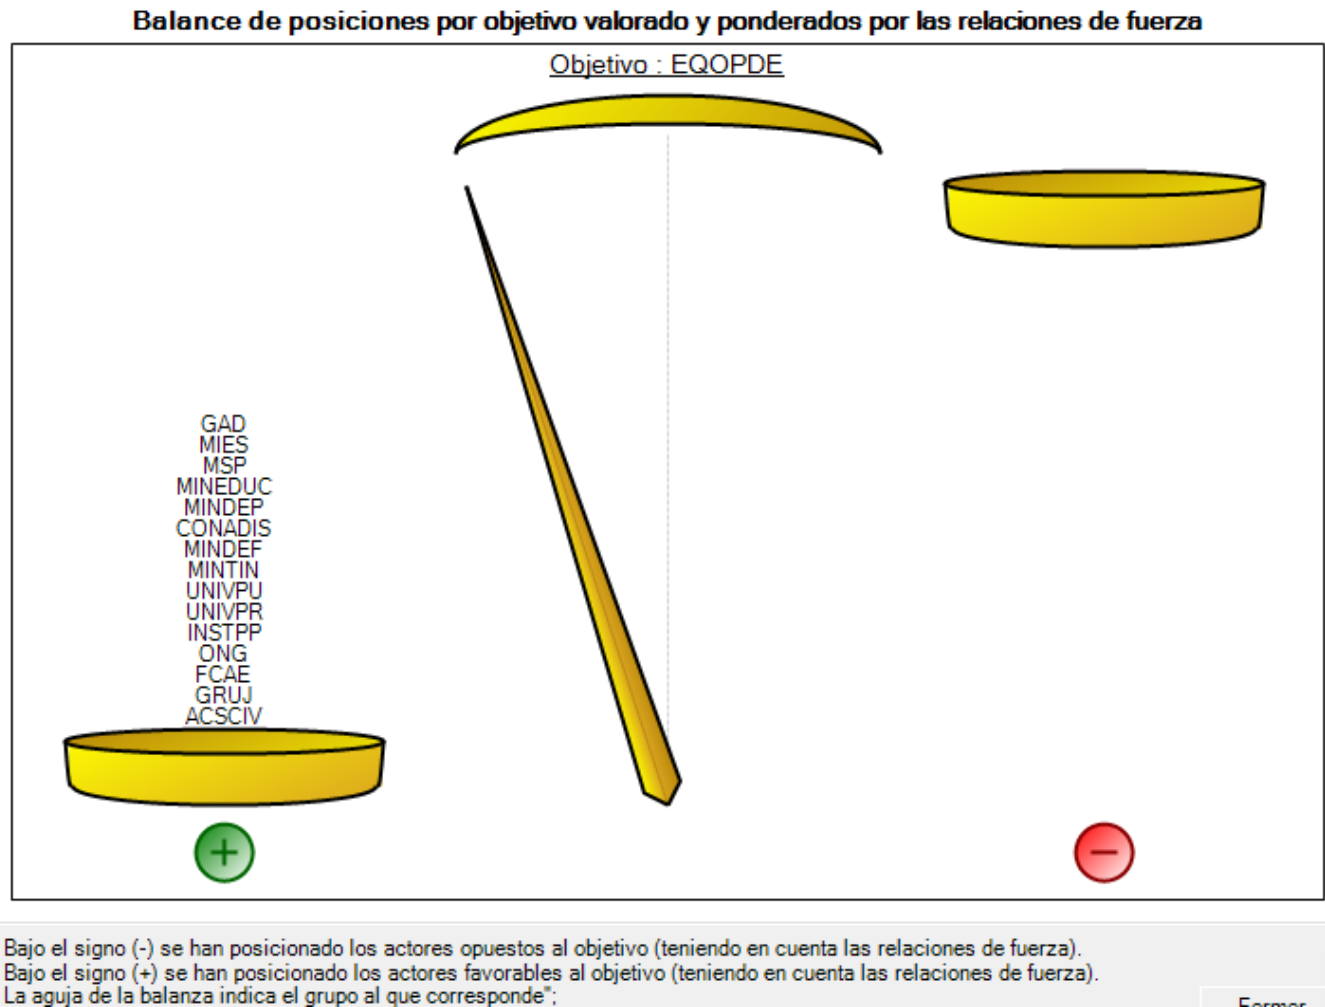 Balance de posiciones por objetivo valorado y ponderados por las relaciones de fuerza
Objetivo : EQOPDE
GAD
MIES
MSP
MINEDUC
MINDEP
CONADIS
MINDEF
MINTIN
UNIVPU
UNIVPR
INSTPP
ONG
FCAE
GRUJ
ACSCIV
+
−
Bajo el signo (-) se han posicionado los actores opuestos al objetivo (teniendo en cuenta las relaciones de fuerza).
Bajo el signo (+) se han posicionado los actores favorables al objetivo (teniendo en cuenta las relaciones de fuerza).
La aguja de la balanza indica el grupo al que corresponde";
Fermer